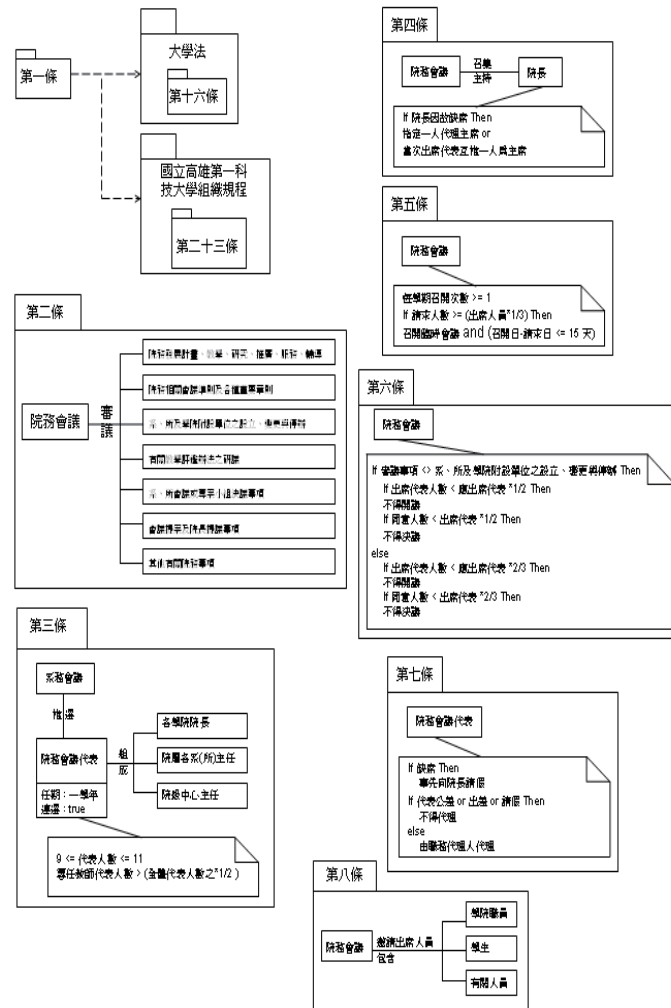 第一條
大學法
第十六條
國立高雄第一科
技大學組織規程
第二十三條
第二條
院務會議
審
議
院務發展計畫、教學、研究、推廣、服務、輔導
院務相關會議準則及各種重要章則
系、所及學院附設單位之設立、變更與停辦
有關教學評鑑辦法之研議
系、所會議或專案小組決議事項
會議提案及院長提議事項
其他有關院務事項
第三條
系務會議
推選
院務會議代表
任期：一學年
連選：true
組
成
各學院院長
院屬各系(所)主任
院級中心主任
9 <= 代表人數 <= 11
專任教師代表人數 > (全體代表人數之*1/2 )
第四條
院務會議
召集
主持
院長
If 院長因故缺席 Then
指定一人代理主席 or
當次出席代表互推一人為主席
第五條
院務會議
每學期召開次數 >= 1
If 請求人數 >= (出席人員*1/3) Then
召開臨時會議 and (召開日-請求日 <= 15 天)
第六條
院務會議
If 審議事項 <> 系、所及學院附設單位之設立、變更與停辦 Then
If 出席代表人數 < 應出席代表 *1/2 Then
不得開議
If 同意人數 < 出席代表 *1/2 Then
不得決議
else
If 出席代表人數 < 應出席代表 *2/3 Then
不得開議
If 同意人數 < 出席代表 *2/3 Then
不得決議
第七條
院務會議代表
If 缺席 Then
事先向院長請假
If 代表公差 or 出差 or 請假 Then
不得代理
else
由職務代理人代理
第八條
院務會議
邀請出席人員
包含
學院職員
學生
有關人員